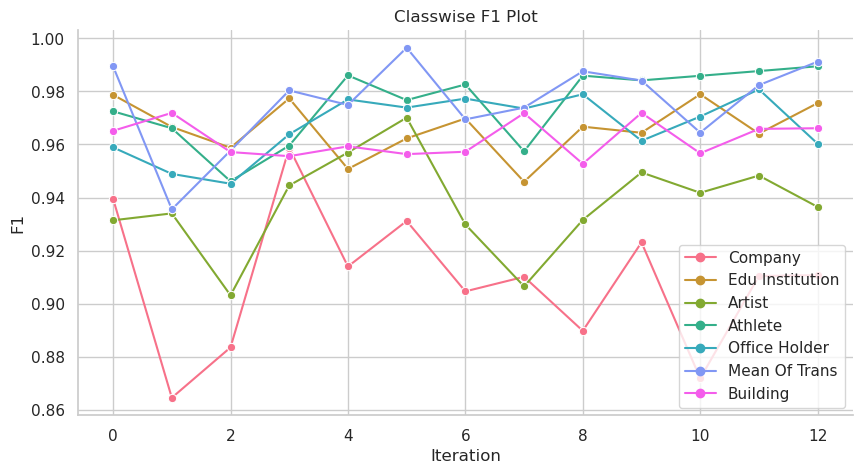 Classwise F1 Plot
1.00
0.98
0.96
0.94
0.92
0.90
0.88
0.86
F1
0 2 4 6 8 10 12
Iteration
Company
Edu Institution
Artist
Athlete
Office Holder
Mean Of Trans
Building